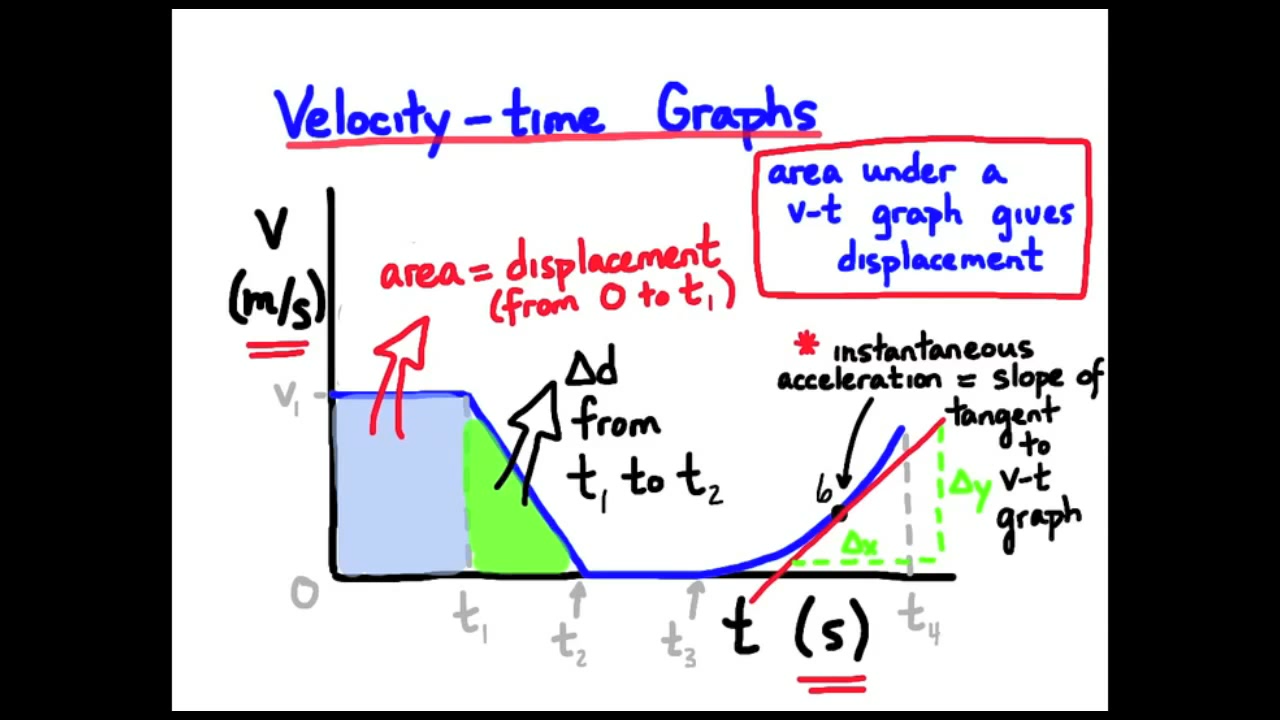 Velocity-time Graphs
area under a
v-t graph gives
displacement
V
(m/s)
area = displacement
(from 0 to t₁)
* instantaneous
acceleration = slope of
tangent
to
v-t
graph
Δd
from
t₁ to t₂
V₁
6
Δy
Δx
0
t₁
t₂
t₃
t (s)
t₄